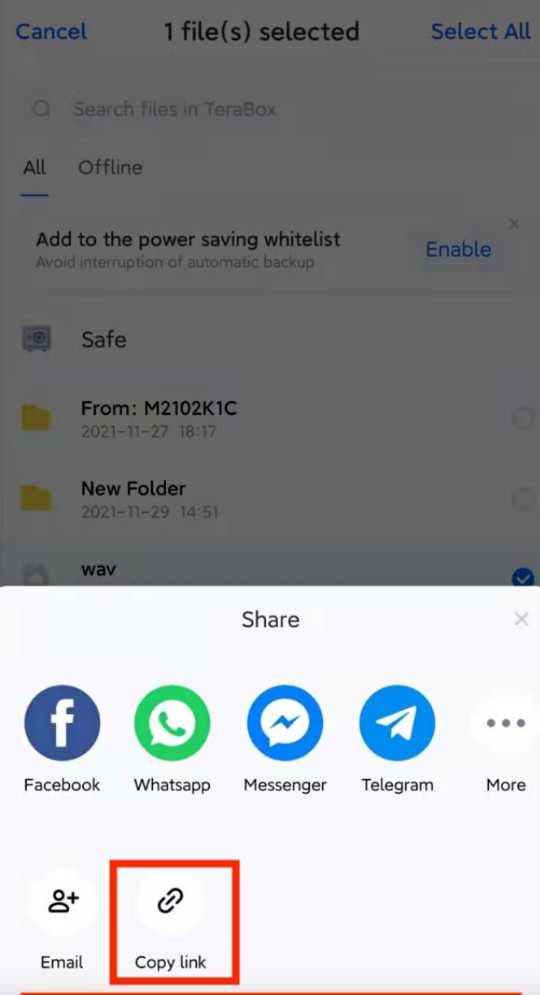 Cancel 1 file(s) selected Select All
Search files in TeraBox
All Offline
Add to the power saving whitelist
Avoid interruption of automatic backup
Enable
Safe
From: M2102K1C
2021-11-27 18:17
New Folder
2021-11-29 14:51
wav
Share
Facebook Whatsapp Messenger Telegram More
Email Copy link